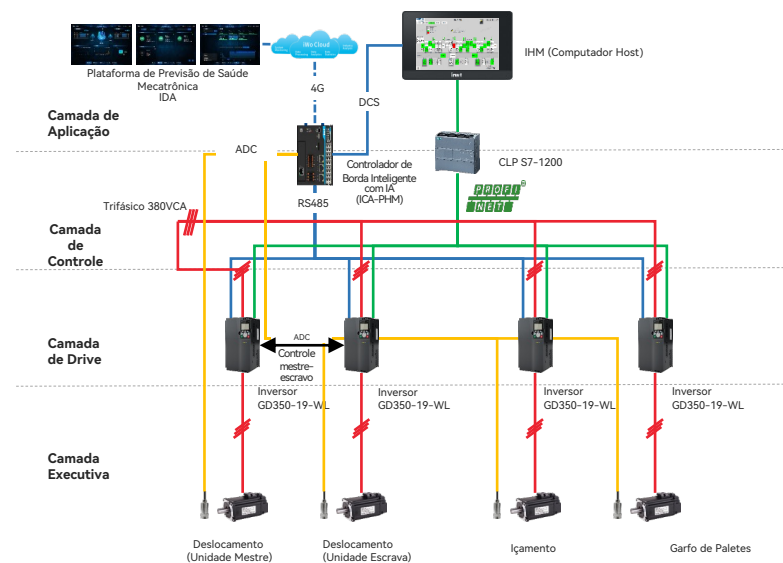 iWo Cloud
invt
IHM (Computador Host)
Plataforma de Previsão de Saúde
Mecatrônica
IDA
4G
DCS
Camada de
Aplicação
ADC
Controlador de
Borda Inteligente
com IA
(ICA-PHM)
CLP S7-1200
RS485
PROFI
NET
Trifásico 380VCA
Camada
de
Controle
ADC
Controle
mestre-
escravo
Camada
de Drive
Inversor
GD350-19-WL
Inversor
GD350-19-WL
Inversor
GD350-19-WL
Inversor
GD350-19-WL
Camada
Executiva
Deslocamento
(Unidade Mestre)
Deslocamento
(Unidade Escrava)
Içamento
Garfo de Paletes